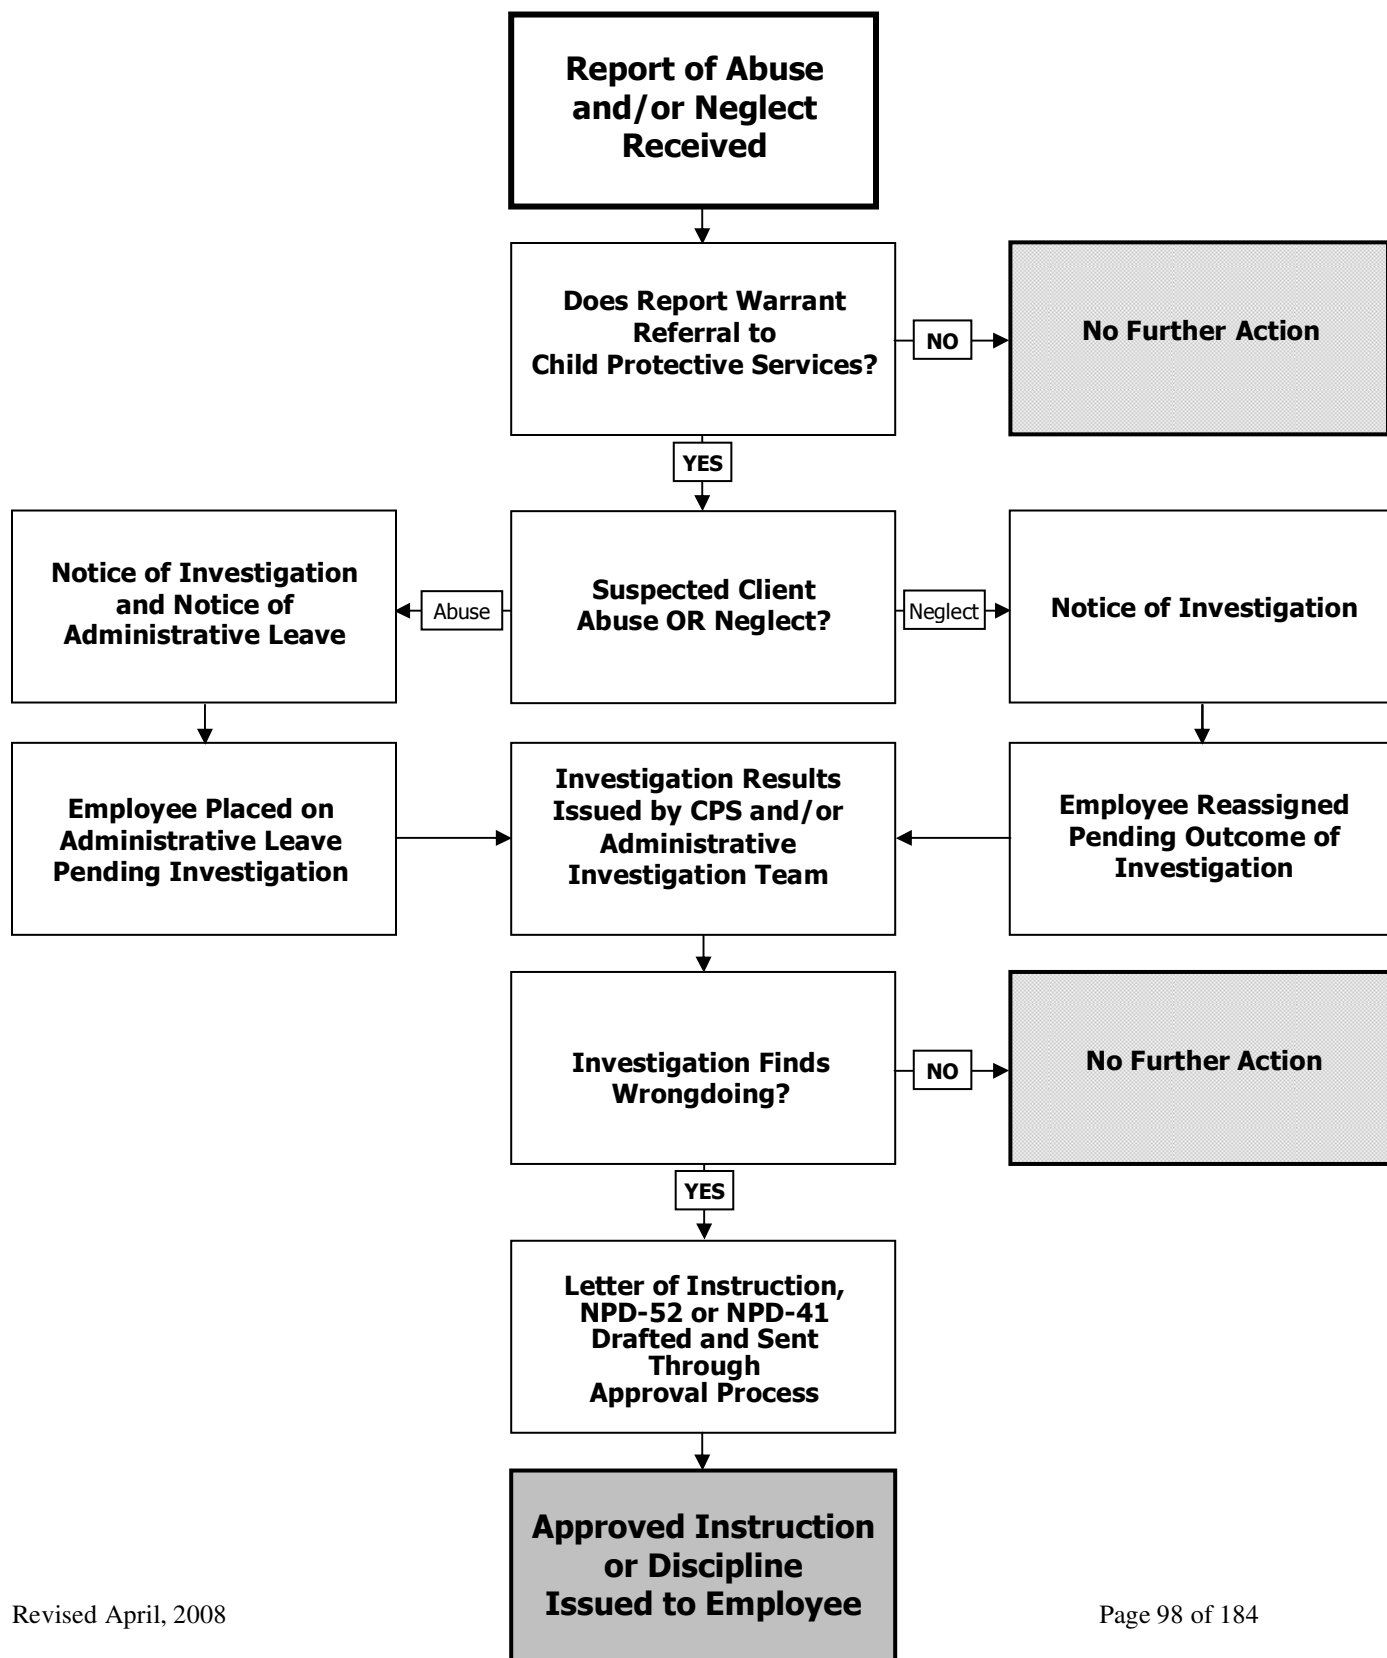 Report of Abuse
and/or Neglect
Received
Does Report Warrant
Referral to
Child Protective Services?
NO
No Further Action
YES
Notice of Investigation
and Notice of
Administrative Leave
Abuse
Suspected Client
Abuse OR Neglect?
Neglect
Notice of Investigation
Employee Placed on
Administrative Leave
Pending Investigation
Investigation Results
Issued by CPS and/or
Administrative
Investigation Team
Employee Reassigned
Pending Outcome of
Investigation
Investigation Finds
Wrongdoing?
NO
No Further Action
YES
Letter of Instruction,
NPD-52 or NPD-41
Drafted and Sent
Through
Approval Process
Approved Instruction
or Discipline
Issued to Employee
Revised April, 2008
Page 98 of 184